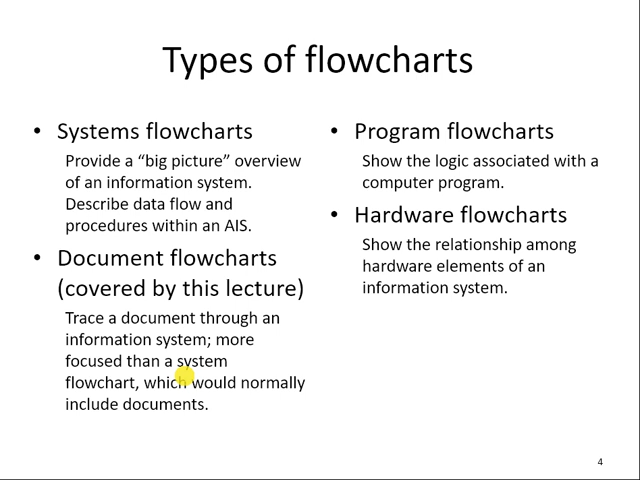 Types of flowcharts
• Systems flowcharts
Provide a “big picture” overview
of an information system.
Describe data flow and
procedures within an AIS.
• Document flowcharts
(covered by this lecture)
Trace a document through an
information system; more
focused than a system
flowchart, which would normally
include documents.
• Program flowcharts
Show the logic associated with a
computer program.
• Hardware flowcharts
Show the relationship among
hardware elements of an
information system.
4